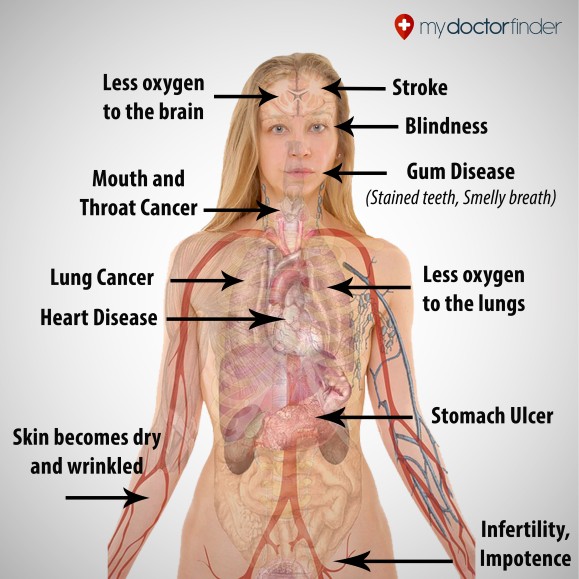 mydoctorfinder
Less oxygen
to the brain
Stroke
Blindness
Gum Disease
(Stained teeth, Smelly breath)
Mouth and
Throat Cancer
Lung Cancer
Less oxygen
to the lungs
Heart Disease
Stomach Ulcer
Skin becomes dry
and wrinkled
Infertility,
Impotence